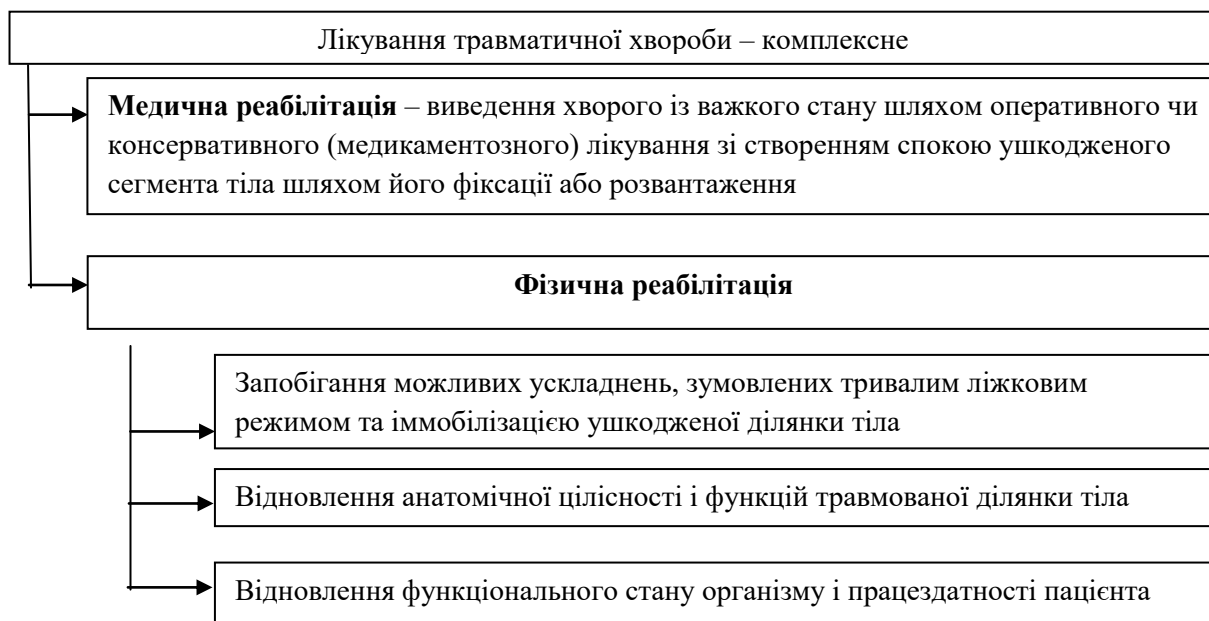 Лікування травматичної хвороби – комплексне
Медична реабілітація – виведення хворого із важкого стану шляхом оперативного чи
консервативного (медикаментозного) лікування зі створенням спокою ушкодженого
сегмента тіла шляхом його фіксації або розвантаження
Фізична реабілітація
Запобігання можливих ускладнень, зумовлених тривалим ліжковим
режимом та іммобілізацією ушкодженої ділянки тіла
Відновлення анатомічної цілісності і функцій травмованої ділянки тіла
Відновлення функціонального стану організму і працездатності пацієнта